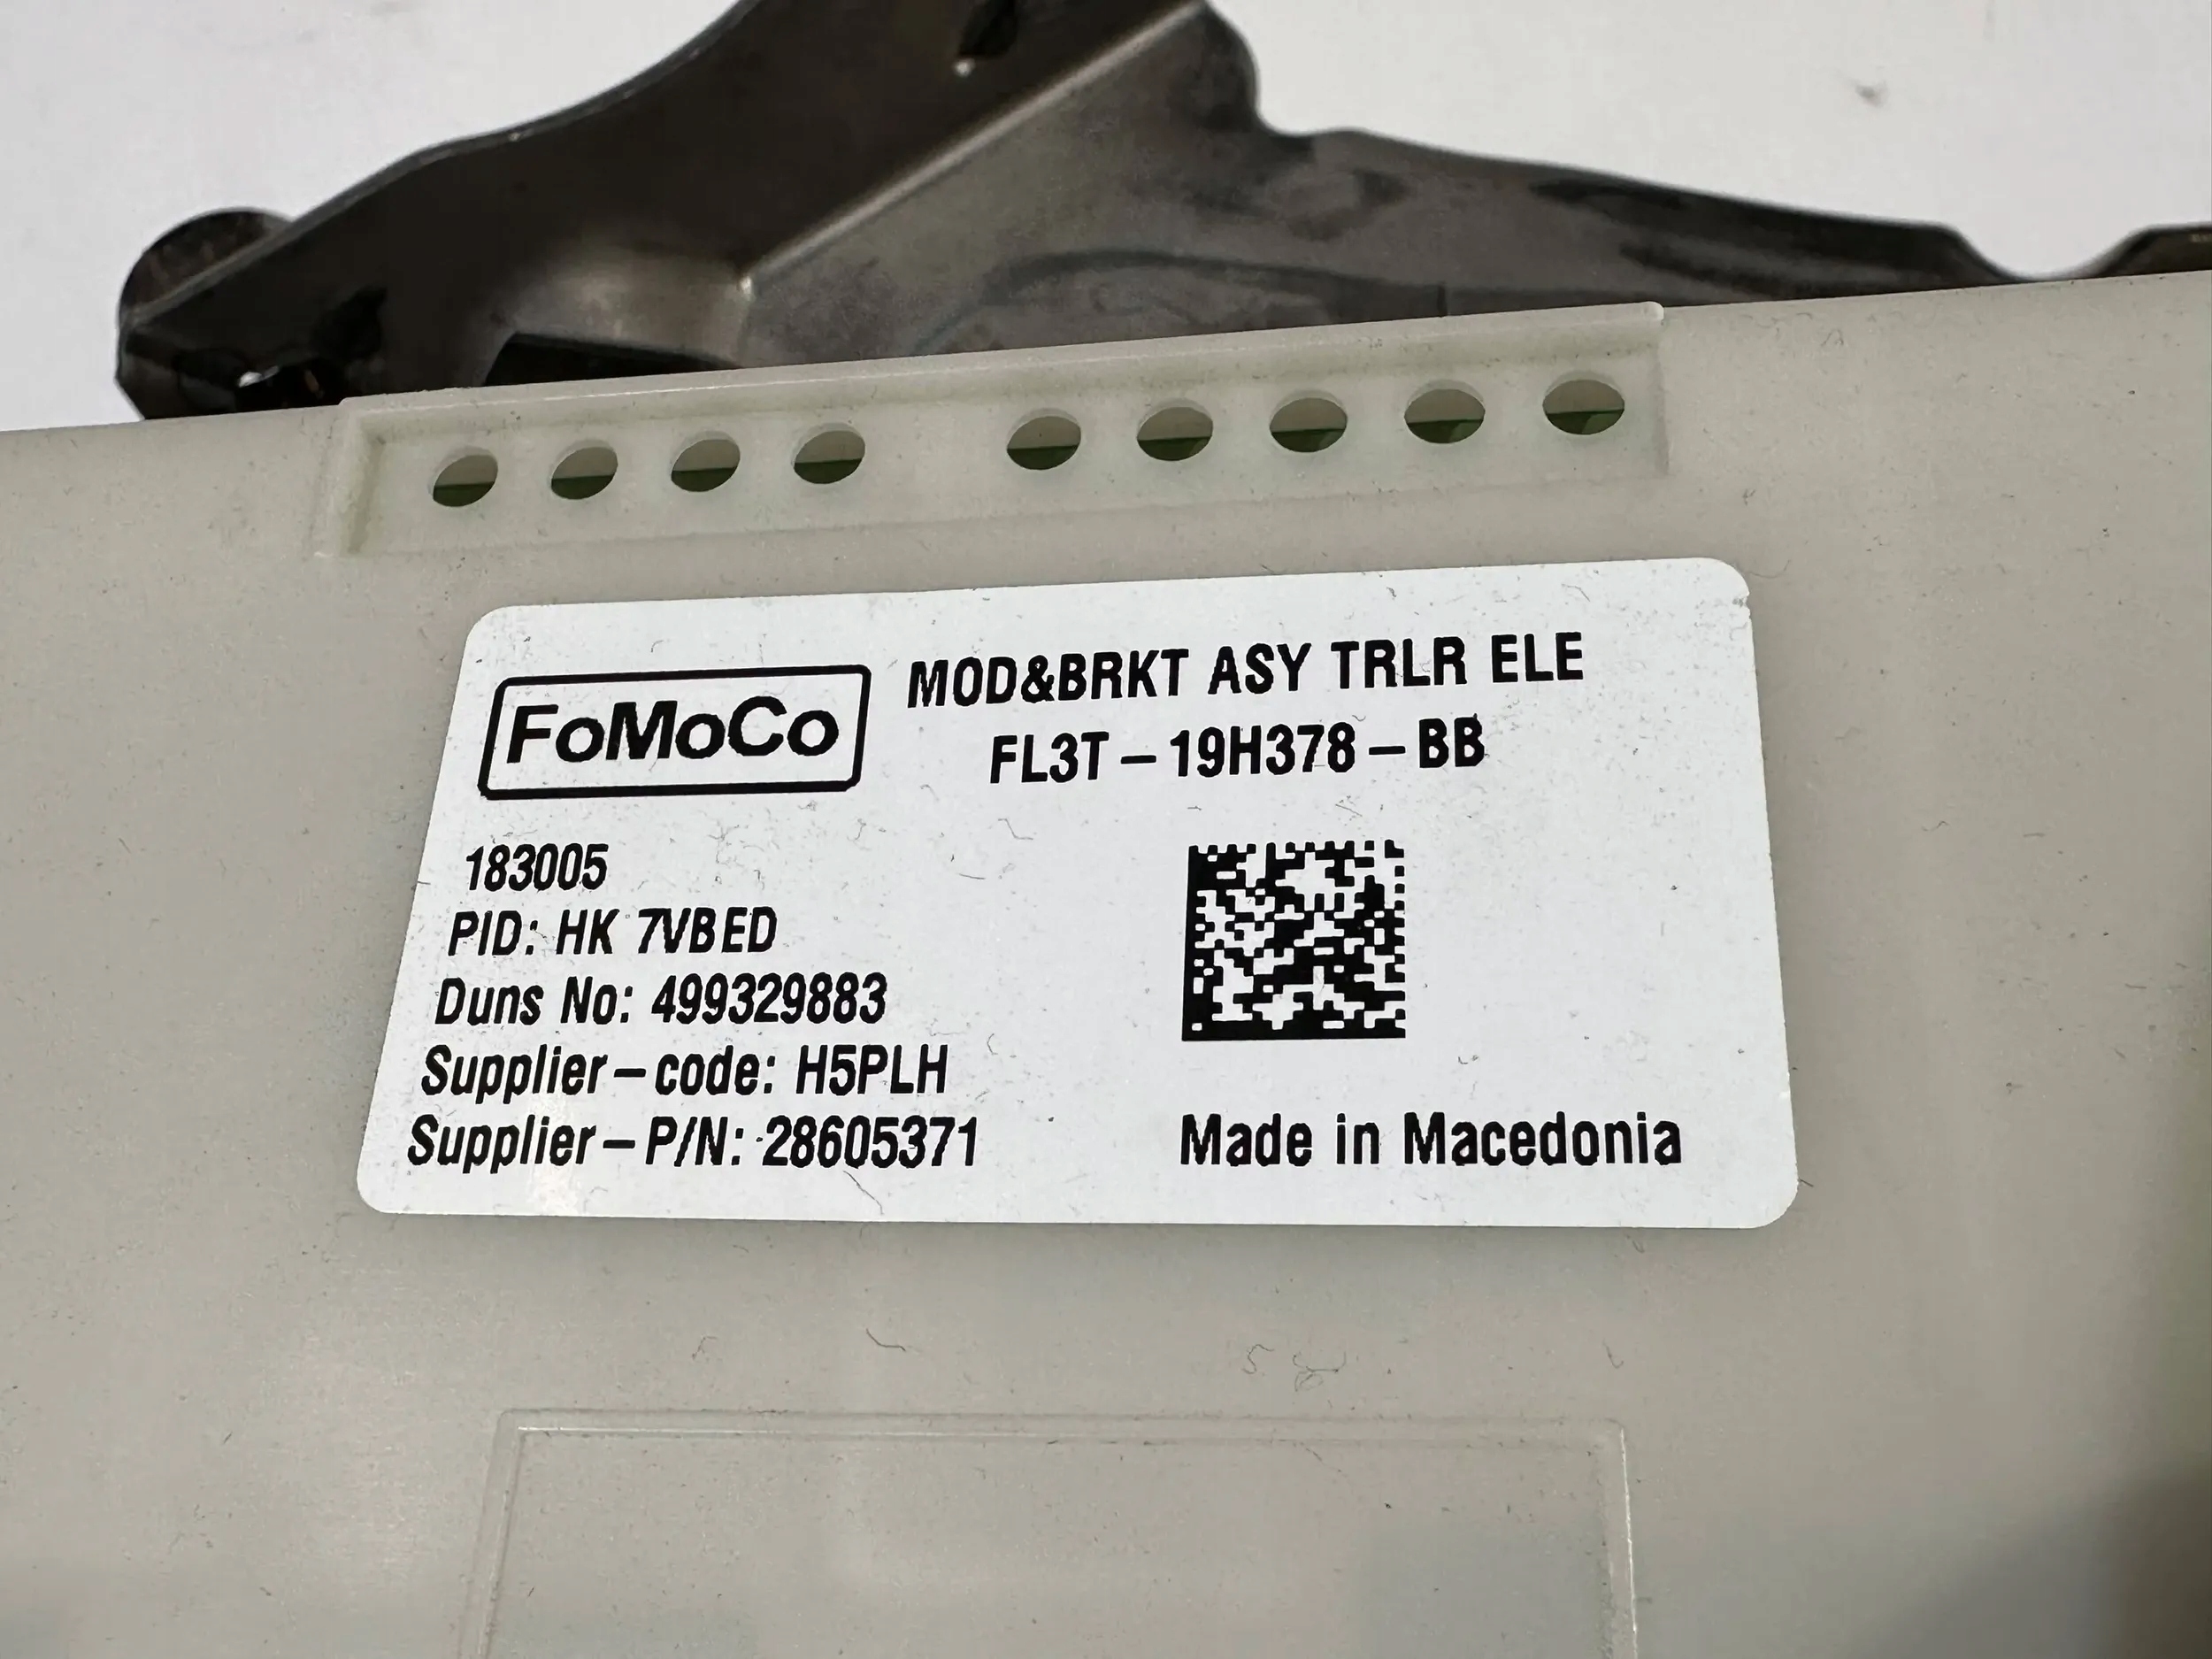 FoMoCo
MOD&BRKT ASY TRLR ELE
FL3T-19H378-BB
183005
PID: HK 7VBED
Duns No: 499329883
Supplier-code: H5PLH
Supplier-P/N: 28605371
Made in Macedonia